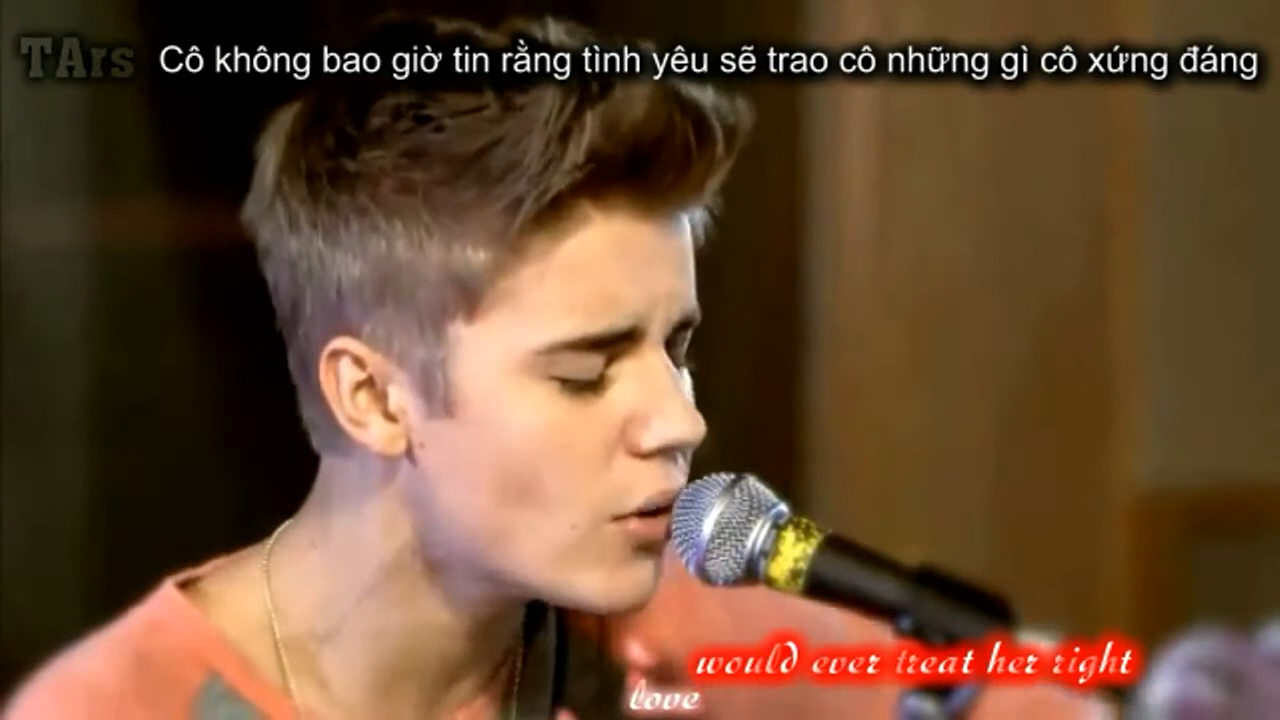 TArs Cô không bao giờ tin rằng tình yêu sẽ trao cô những gì cô xứng đáng
would ever treat her right
love